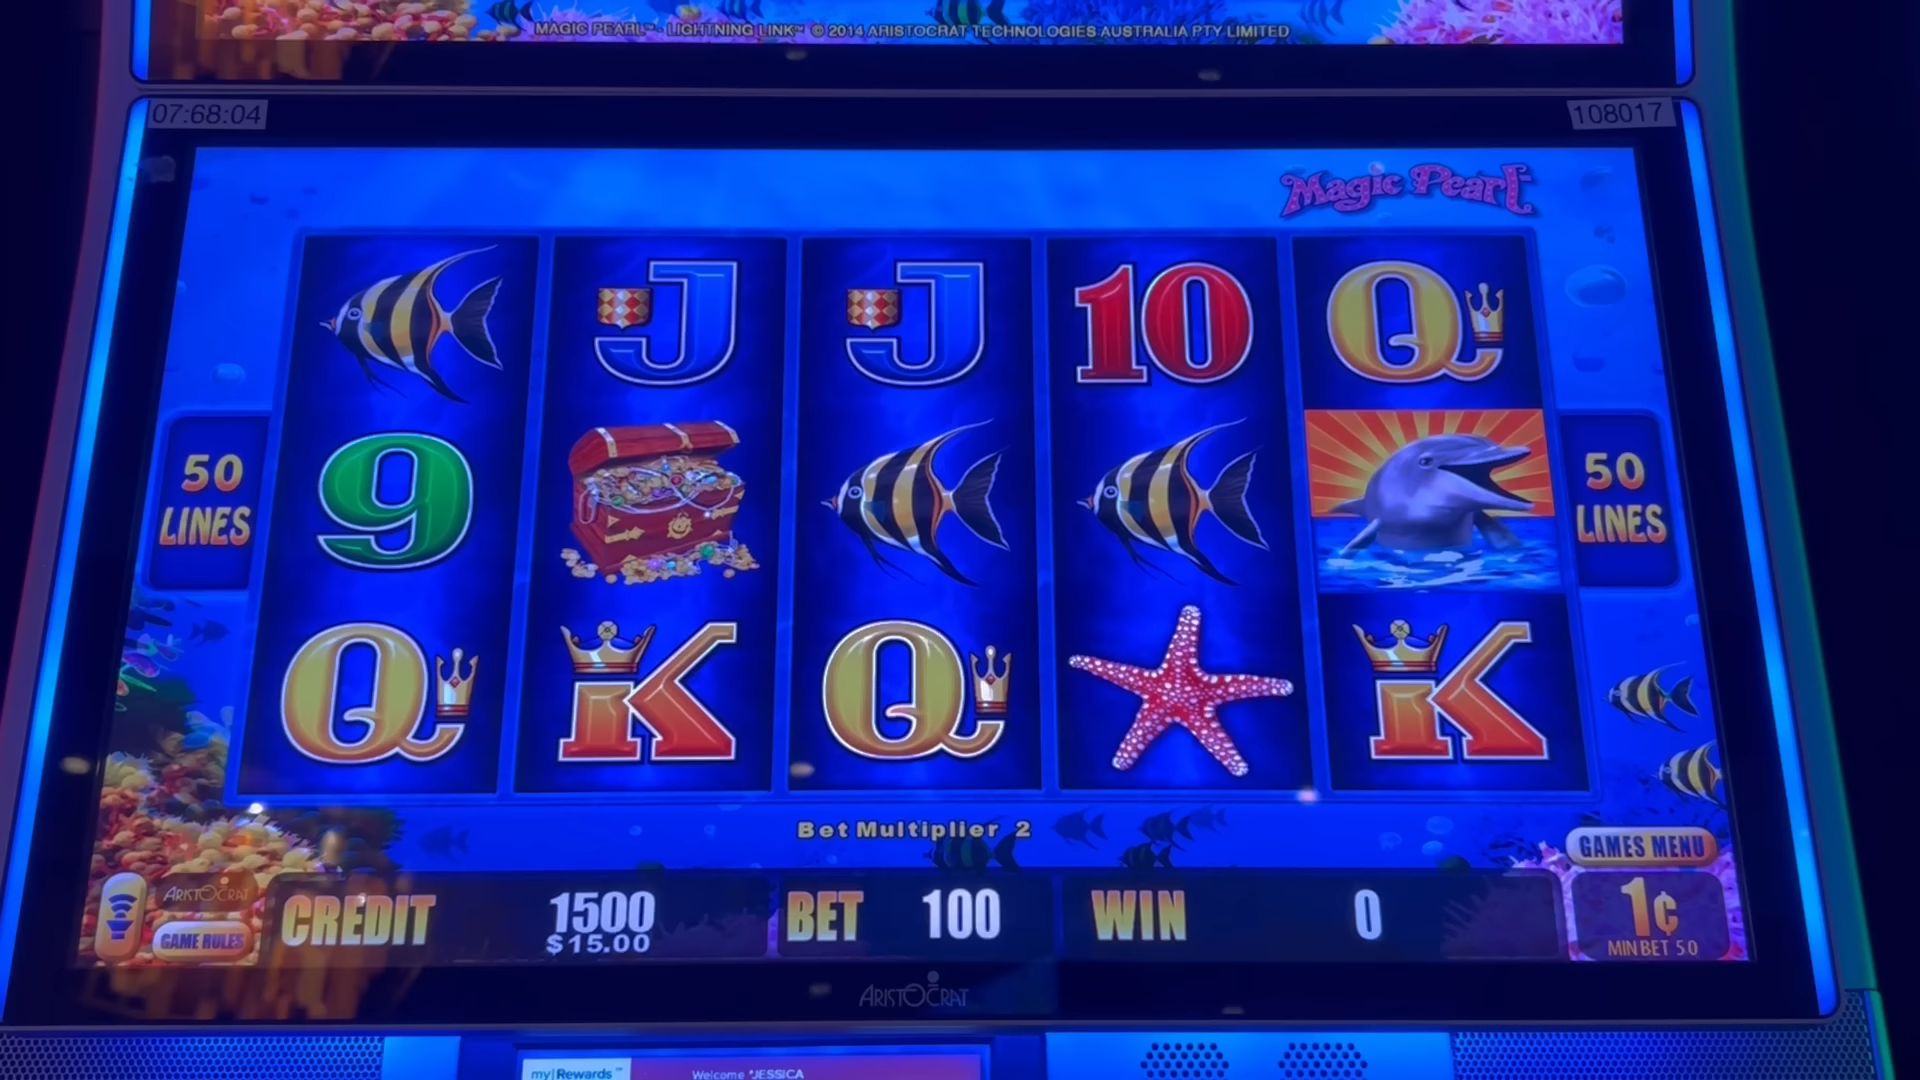 MAGIC PEARL™ - LIGHTNING LINK™ © 2014 ARISTOCRAT TECHNOLOGIES AUSTRALIA PTY LIMITED
07:68:04
108017
Magic Pearl
J
J
10
Q
50
LINES
9
50
LINES
Q
K
Q
K
Bet Multiplier 2
GAMES MENU
ARISTOCRAT
GAME RULES
CREDIT
1500
$15.00
BET
100
WIN
0
1¢
MIN BET 50
ARISTOCRAT
my|Rewards™
Welcome *JESSICA